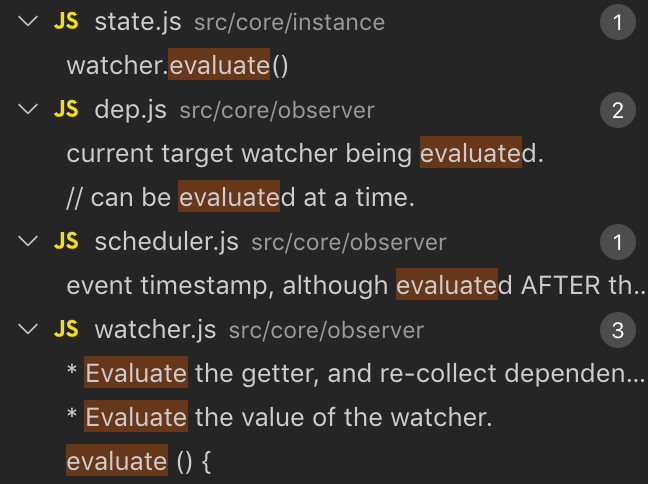 JS state.js src/core/instance 1
watcher.evaluate()
JS dep.js src/core/observer 2
current target watcher being evaluated.
// can be evaluated at a time.
JS scheduler.js src/core/observer 1
event timestamp, although evaluated AFTER th...
JS watcher.js src/core/observer 3
* Evaluate the getter, and re-collect dependen...
* Evaluate the value of the watcher.
evaluate () {